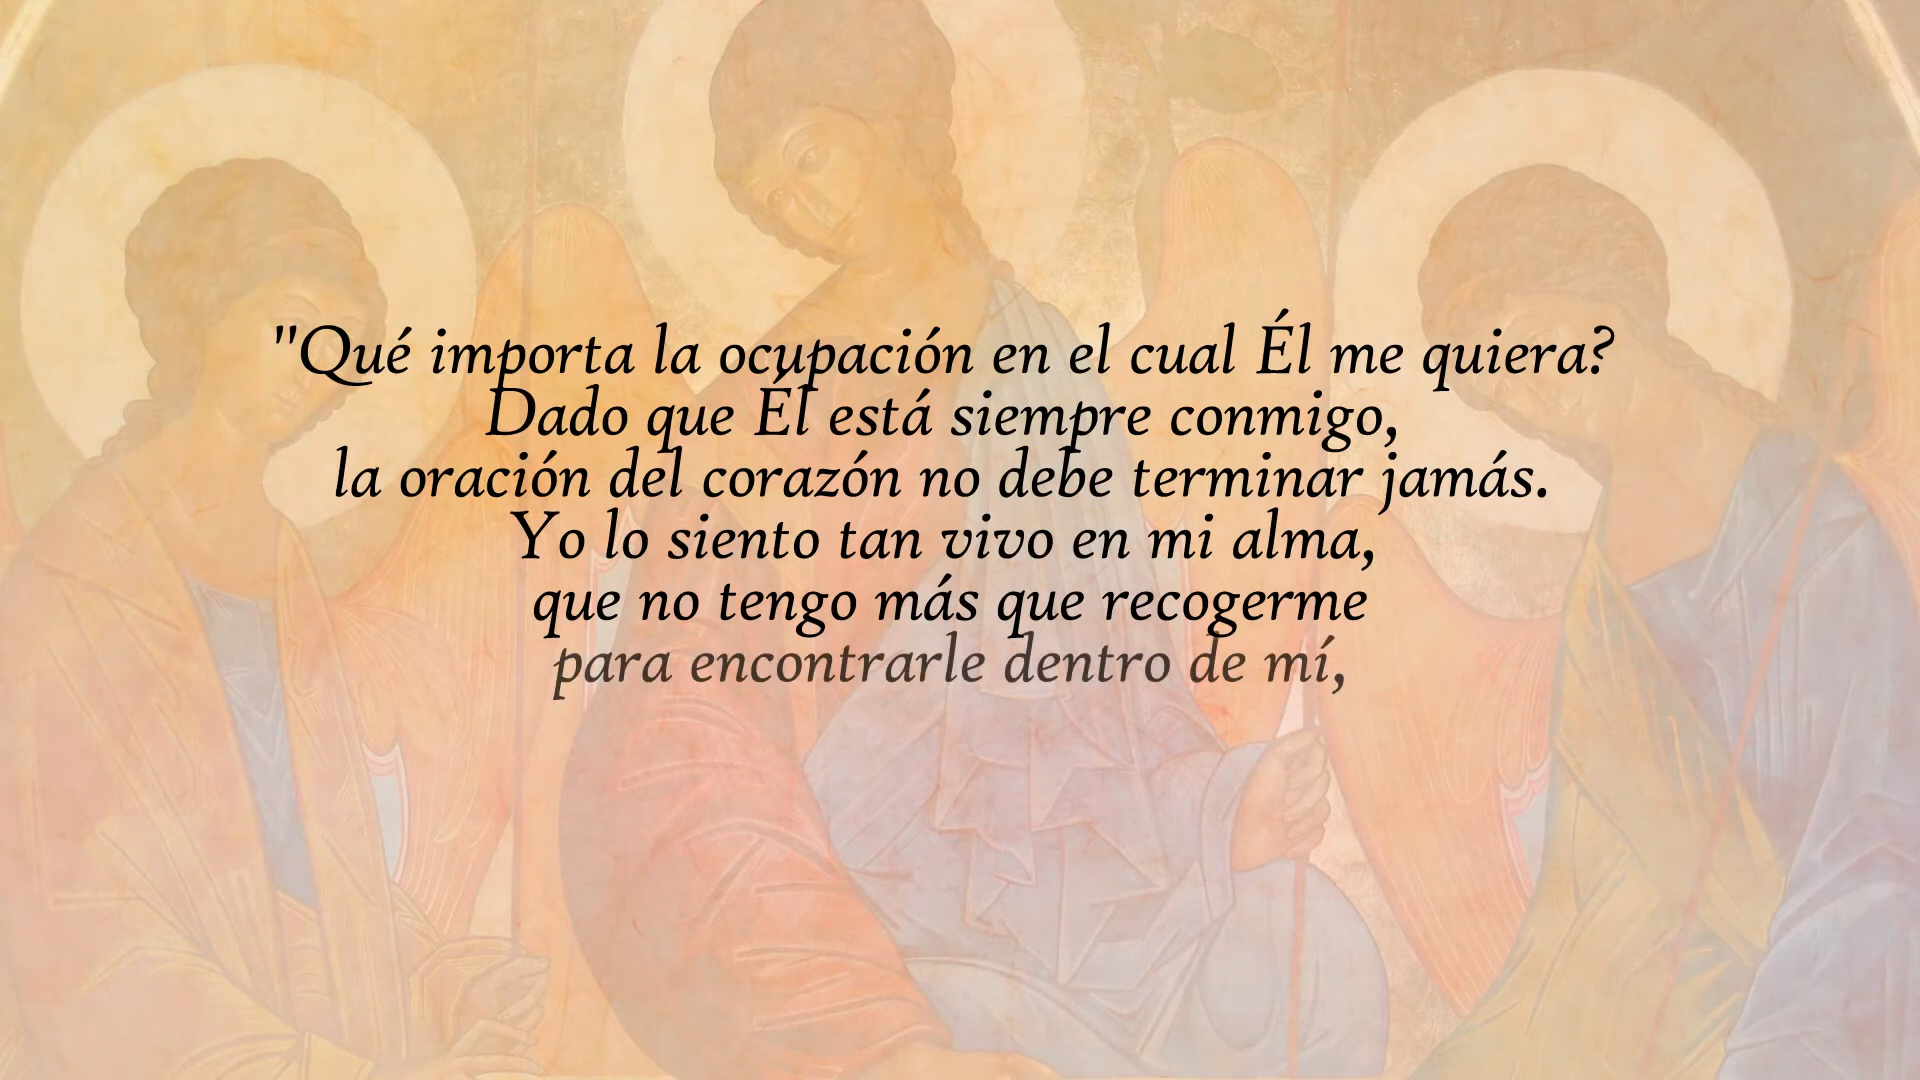 "Qué importa la ocupación en el cual Él me quiera?
Dado que Él está siempre conmigo,
la oración del corazón no debe terminar jamás.
Yo lo siento tan vivo en mi alma,
que no tengo más que recogerme
para encontrarle dentro de mí,